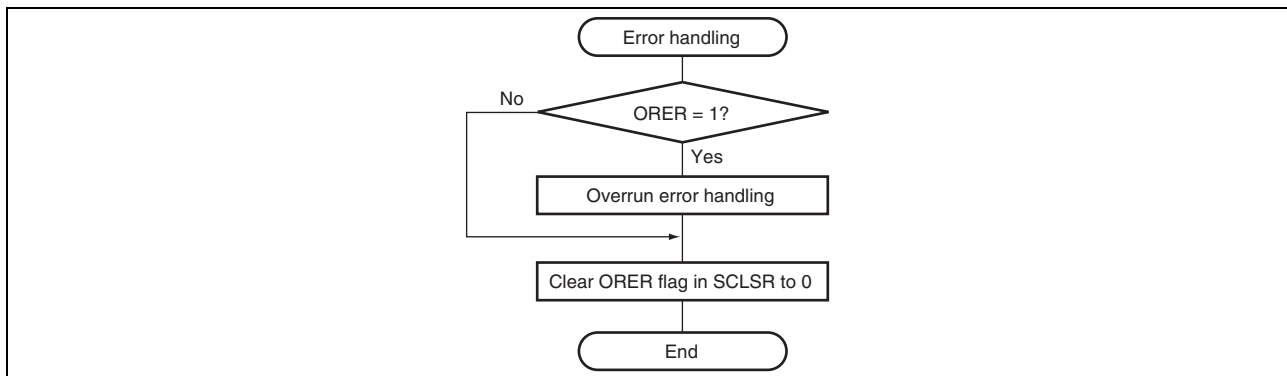 Error handling
No
ORER = 1?
Yes
Overrun error handling
Clear ORER flag in SCLSR to 0
End